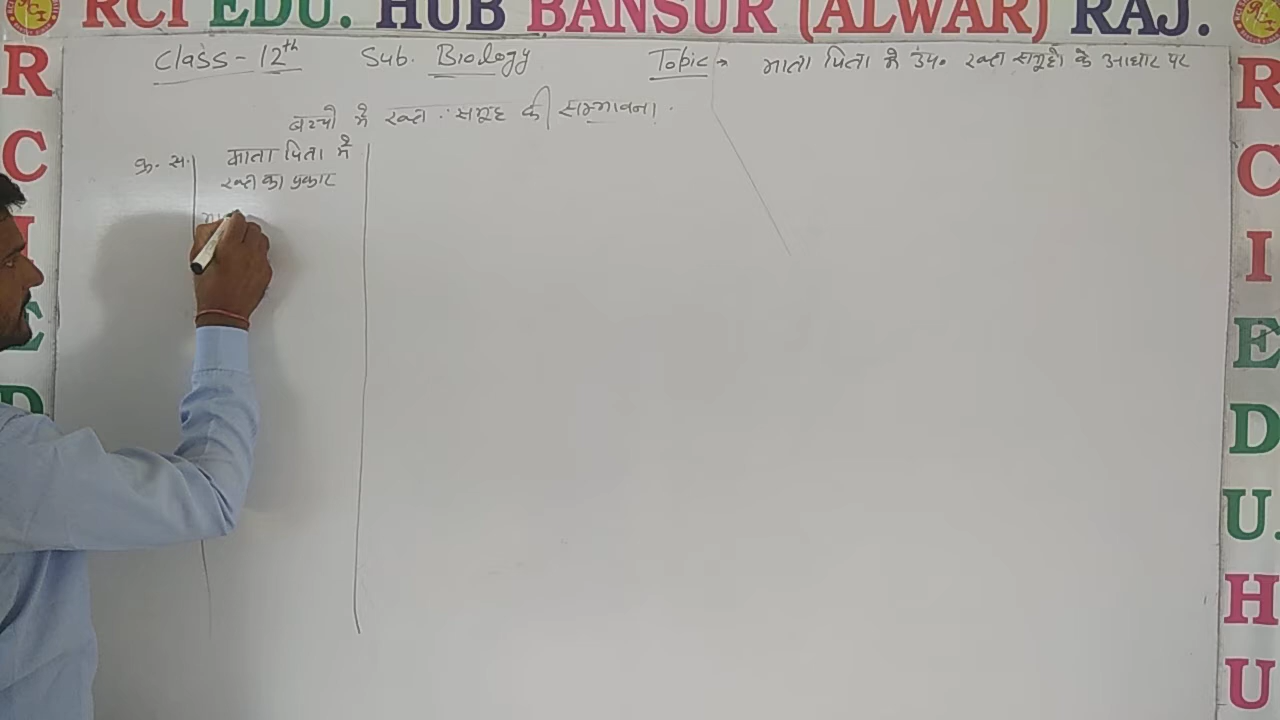 RCI EDU. HUB BANSUR (ALWAR) RAJ.
Class - 12th Sub. Biology Topic → माता पिता में उप० रक्त समूहों के आधार पर
बच्चो में रक्त समूह की सम्भावना।
क्र. स. माता पिता में
रक्त का प्रकार
R
C
I
E
D
R
C
I
E
D
U.
H
U